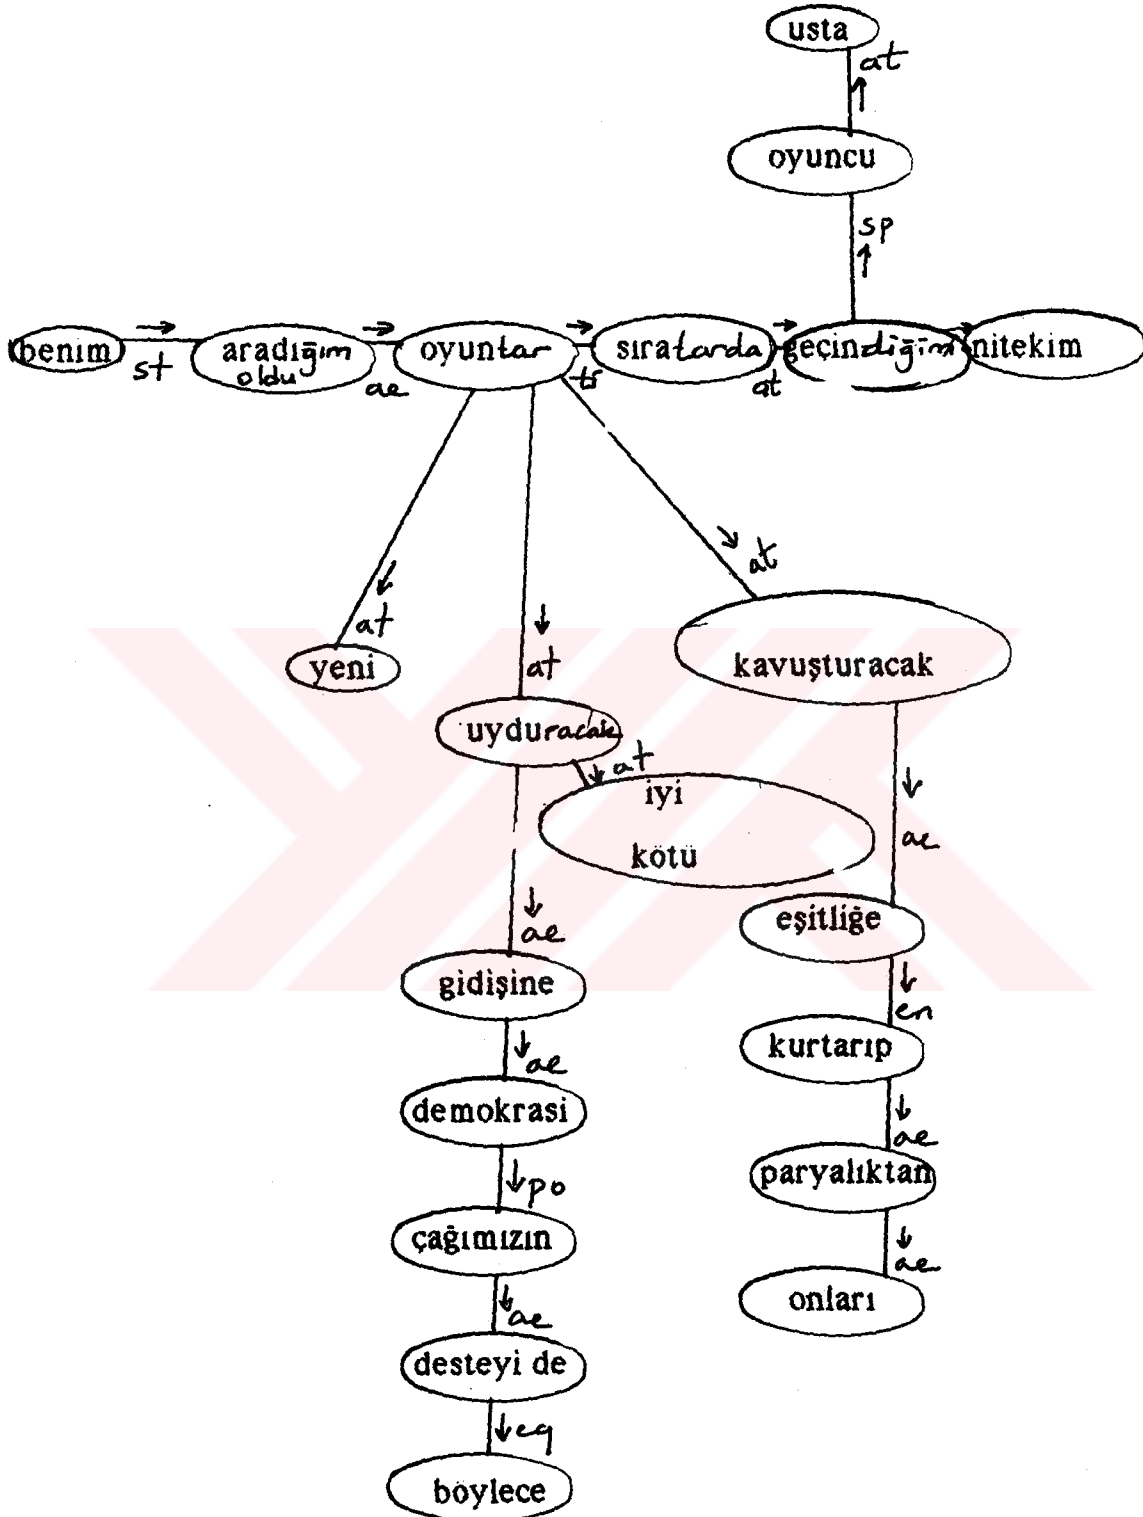 usta
at
oyuncu
sp
benim st aradığım oldu ae oyunlar ti sıralarda at geçindiğim nitekim
at
at
yeni
at
kavuşturacak
uyduracak
at
iyi
kötü
ae
eşitliğe
ae
gidişine
en
kurtarıp
ae
demokrasi
ae
paryalıktan
po
çağımızın
ae
onları
ae
desteyi de
eq
böylece